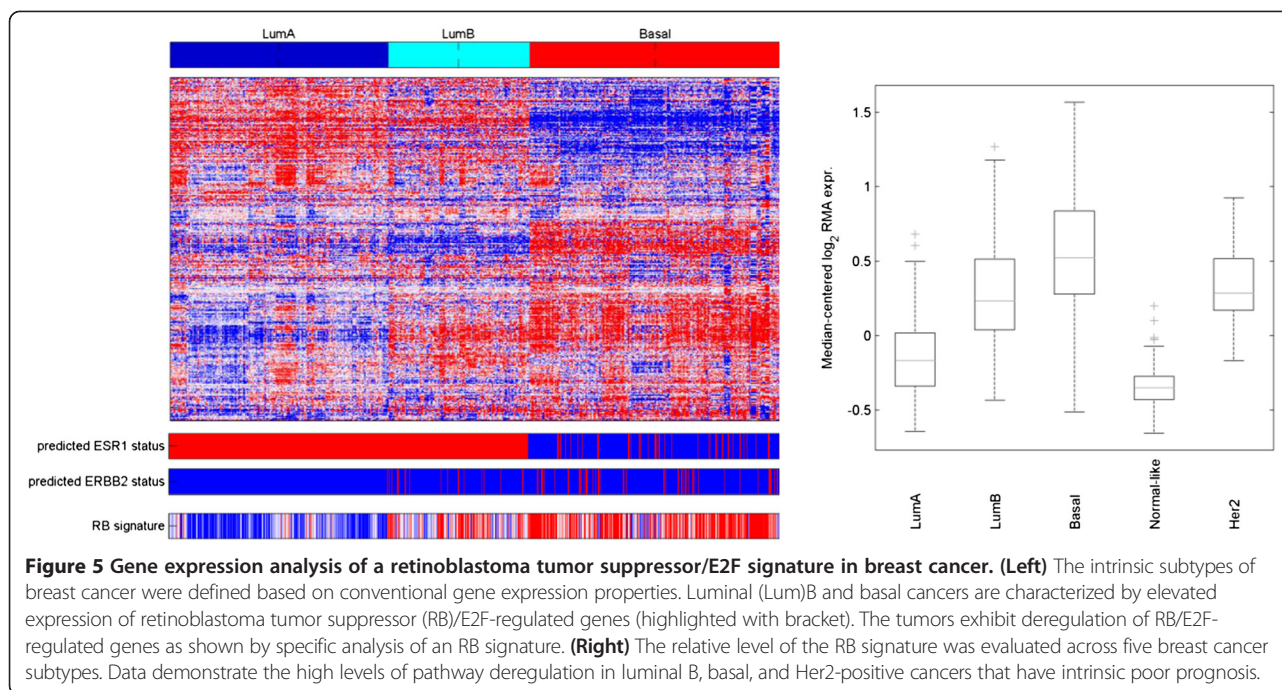 LumA LumB Basal
predicted ESR1 status
predicted ERBB2 status
RB signature
Median-centered log2 RMA expr.
1.5
1
0.5
0
-0.5
LumA
LumB
Basal
Normal-like
Her2
Figure 5 Gene expression analysis of a retinoblastoma tumor suppressor/E2F signature in breast cancer. (Left) The intrinsic subtypes of
breast cancer were defined based on conventional gene expression properties. Luminal (Lum)B and basal cancers are characterized by elevated
expression of retinoblastoma tumor suppressor (RB)/E2F-regulated genes (highlighted with bracket). The tumors exhibit deregulation of RB/E2F-
regulated genes as shown by specific analysis of an RB signature. (Right) The relative level of the RB signature was evaluated across five breast cancer
subtypes. Data demonstrate the high levels of pathway deregulation in luminal B, basal, and Her2-positive cancers that have intrinsic poor prognosis.